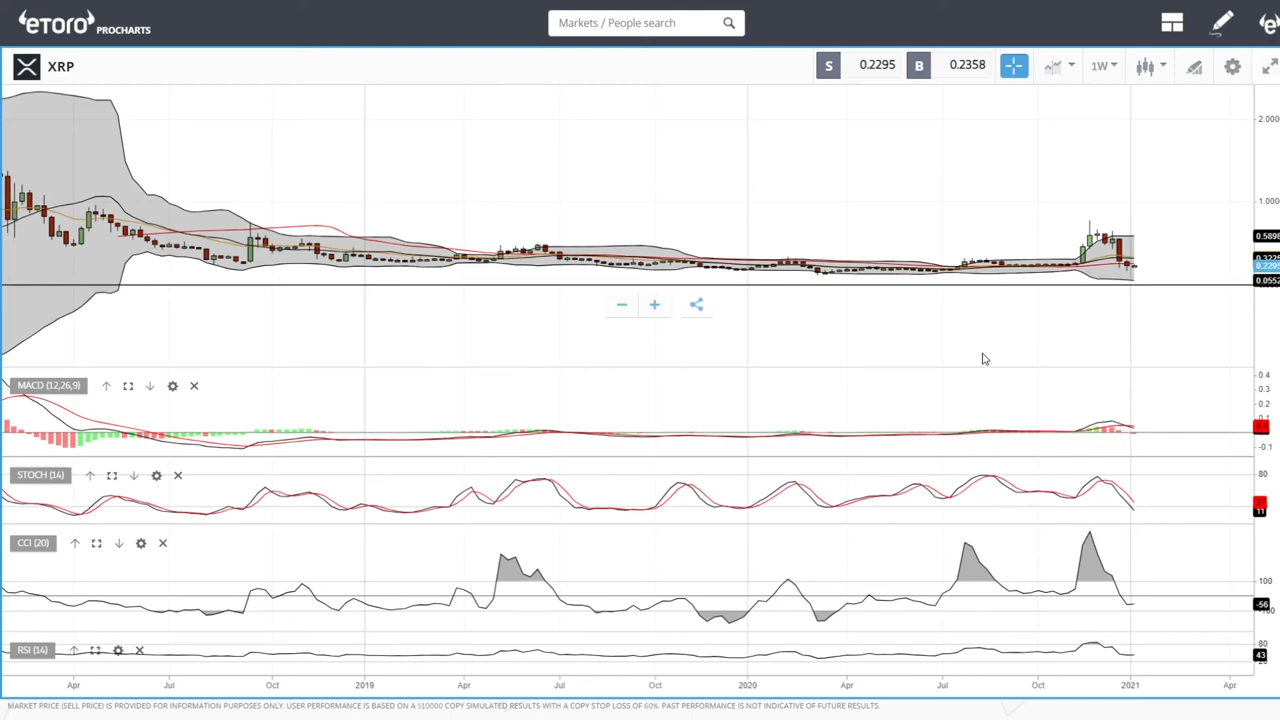 eToro PROCHARTS
Markets / People search
XRP
S 0.2295 B 0.2358 1W
2.0000
1.0000
0.5898
0.2295
0.0552
MACD (12,26,9)
0.4
0.3
0.2
-0.1
STOCH (14)
80
11
CCI (20)
100
-56
RSI (14)
80
43
Apr Jul Oct 2019 Apr Jul Oct 2020 Apr Jul Oct 2021 Apr
MARKET PRICE (SELL PRICE) IS PROVIDED FOR INFORMATION PURPOSES ONLY. USER PERFORMANCE IS BASED ON A $10000 COPY SIMULATED RESULTS WITH A COPY STOP LOSS OF 60%. PAST PERFORMANCE IS NOT INDICATIVE OF FUTURE RESULTS.